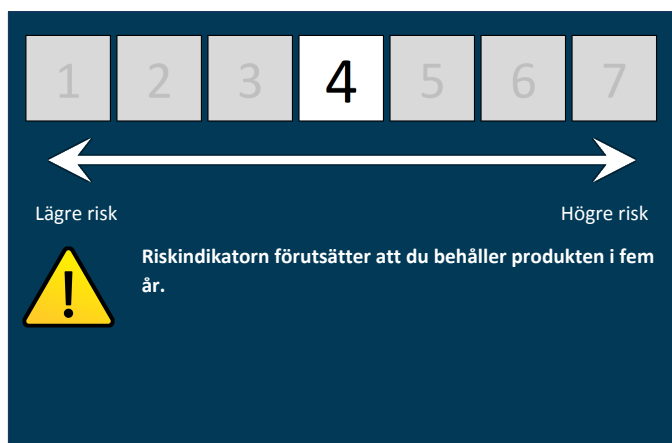 1 2 3 4 5 6 7
Lägre risk Högre risk
Riskindikatorn förutsätter att du behåller produkten i fem
år.